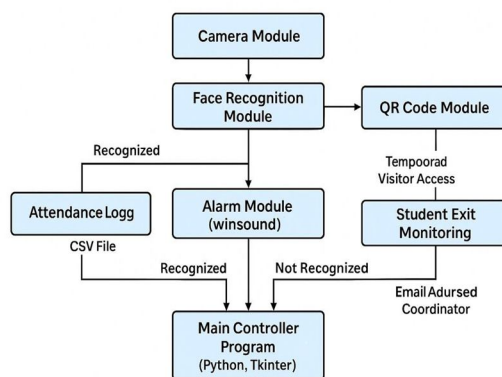 Camera Module
Face Recognition
Module
QR Code Module
Recognized
Tempoorad
Visitor Access
Attendance Logg
Alarm Module
(winsound)
Student Exit
Monitoring
CSV File
Recognized
Not Recognized
Email Adursed
Coordinator
Main Controller
Program
(Python, Tkinter)